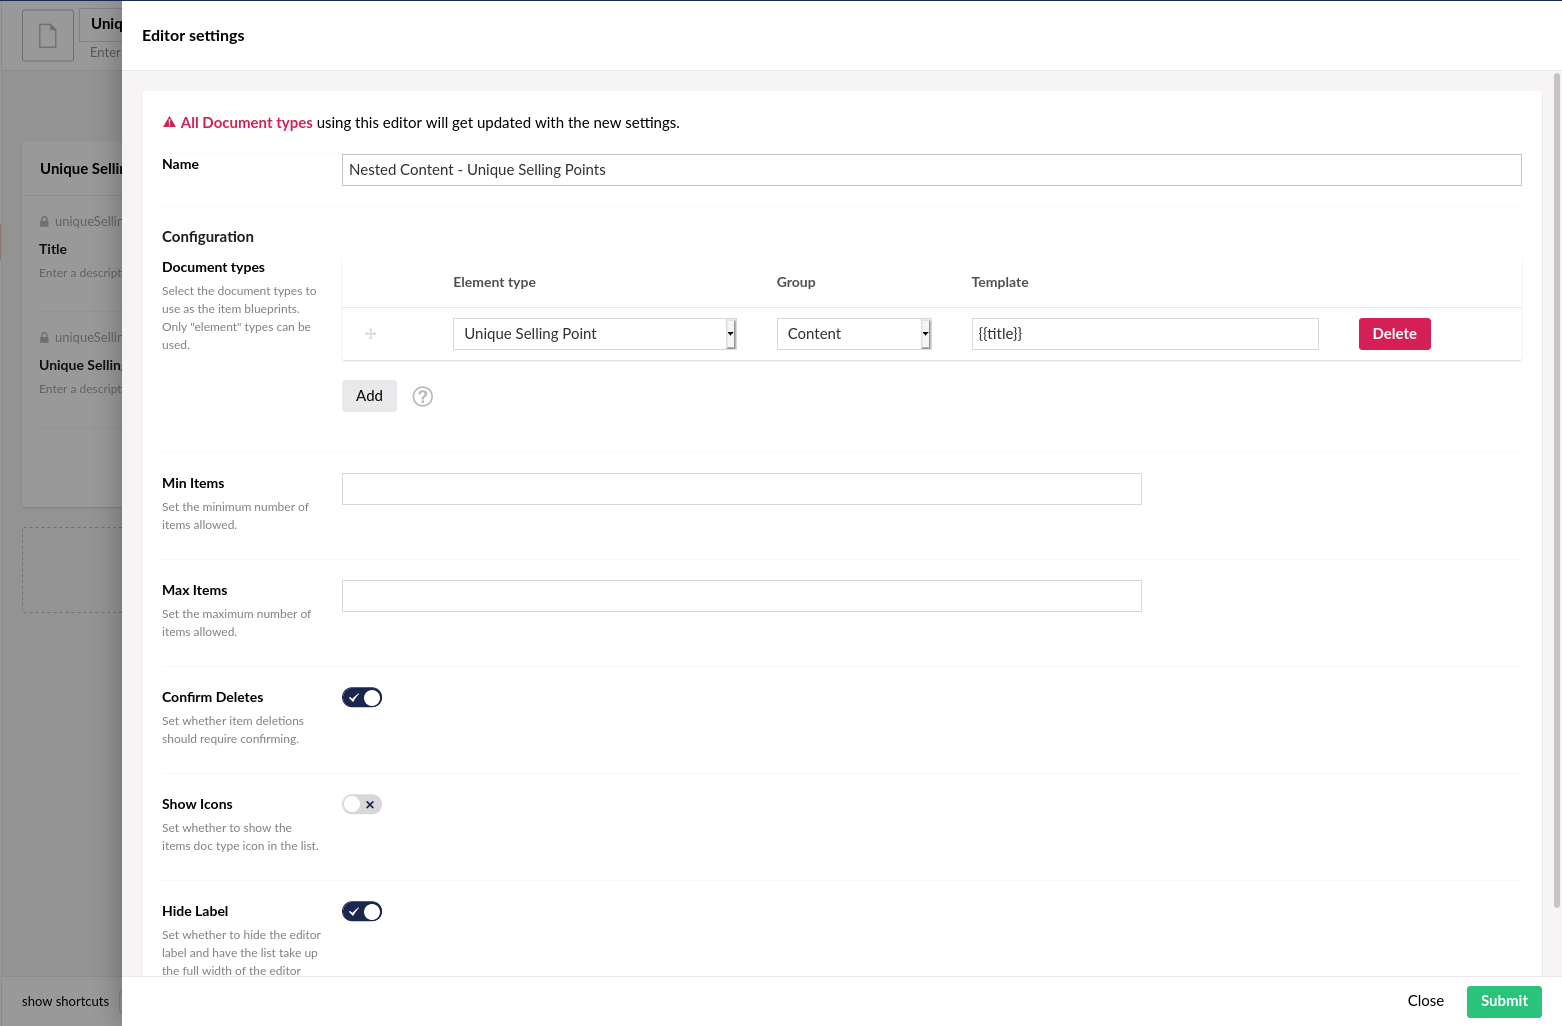 Editor settings
Uniq
Enter
All Document types using this editor will get updated with the new settings.
Name
Nested Content - Unique Selling Points
Unique Sellin
uniqueSellin
Title
Enter a descript
uniqueSellin
Unique Sellin
Enter a descript
Configuration
Document types
Select the document types to
use as the item blueprints.
Only "element" types can be
used.
Element type Group Template
Unique Selling Point Content {{title}} Delete
Add ?
Min Items
Set the minimum number of
items allowed.
Max Items
Set the maximum number of
items allowed.
Confirm Deletes
Set whether item deletions
should require confirming.
Show Icons
Set whether to show the
items doc type icon in the list.
Hide Label
Set whether to hide the editor
label and have the list take up
the full width of the editor
show shortcuts
Close Submit